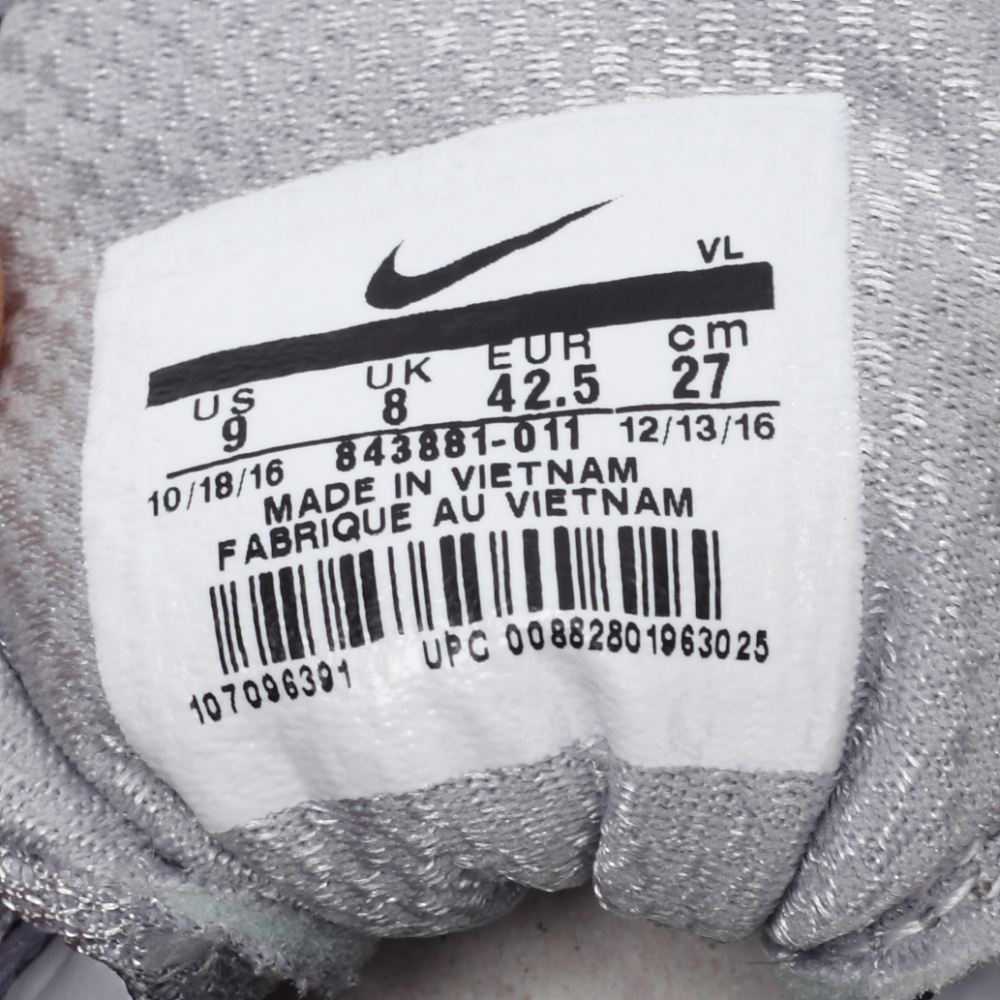 VL
US UK EUR cm
9 8 42.5 27
10/18/16 843881-011 12/13/16
MADE IN VIETNAM
FABRIQUE AU VIETNAM
107096391 UPC 00882801963025